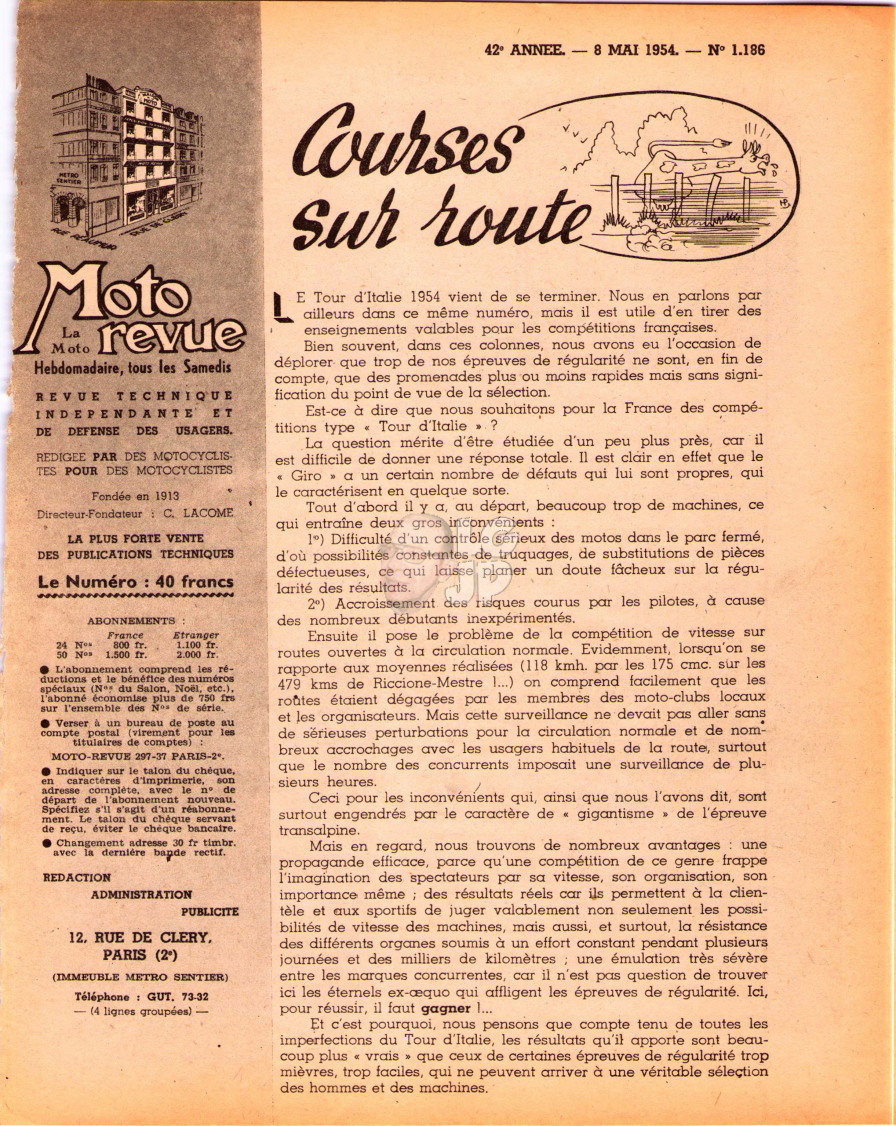 42e ANNEE. — 8 MAI 1954. — No 1.186
MAISON DE LA MOTO
METRO
SENTIER
RUE REAUMUR
RUE DE CLERY
Moto
La
Moto
revue
Hebdomadaire, tous les Samedis
REVUE TECHNIQUE
INDEPENDANTE ET
DE DEFENSE DES USAGERS.
REDIGEE PAR DES MOTOCYCLIS-
TES POUR DES MOTOCYCLISTES
Fondée en 1913
Directeur-Fondateur : C. LACOME
LA PLUS FORTE VENTE
DES PUBLICATIONS TECHNIQUES
Le Numéro : 40 francs
ABONNEMENTS :
France Etranger
24 Nos 800 fr. 1.100 fr.
50 Nos 1.500 fr. 2.000 fr.
● L'abonnement comprend les ré-
ductions et le bénéfice des numéros
spéciaux (Nos du Salon, Noël, etc.),
l'abonné économise plus de 750 frs
sur l'ensemble des Nos de série.
● Verser à un bureau de poste au
compte postal (virement pour les
titulaires de comptes) :
MOTO-REVUE 297-37 PARIS-2e.
● Indiquer sur le talon du chèque,
en caractères d'imprimerie, son
adresse complète, avec le no de
départ de l'abonnement nouveau.
Spécifiez s'il s'agit d'un réabonne-
ment. Le talon du chèque servant
de reçu, éviter le chèque bancaire.
● Changement adresse 30 fr timbr.
avec la dernière bande rectif.
REDACTION
ADMINISTRATION
PUBLICITE
12, RUE DE CLERY,
PARIS (2e)
(IMMEUBLE METRO SENTIER)
Téléphone : GUT. 73-32
— (4 lignes groupées) —
Courses
sur route
LE Tour d'Italie 1954 vient de se terminer. Nous en parlons par
ailleurs dans ce même numéro, mais il est utile d'en tirer des
enseignements valables pour les compétitions françaises.
Bien souvent, dans ces colonnes, nous avons eu l'occasion de
déplorer que trop de nos épreuves de régularité ne sont, en fin de
compte, que des promenades plus ou moins rapides mais sans signi-
fication du point de vue de la sélection.
Est-ce à dire que nous souhaitons pour la France des compé-
titions type « Tour d'Italie » ?
La question mérite d'être étudiée d'un peu plus près, car il
est difficile de donner une réponse totale. Il est clair en effet que le
« Giro » a un certain nombre de défauts qui lui sont propres, qui
le caractérisent en quelque sorte.
Tout d'abord il y a, au départ, beaucoup trop de machines, ce
qui entraîne deux gros inconvénients :
1o) Difficulté d'un contrôle sérieux des motos dans le parc fermé,
d'où possibilités constantes de truquages, de substitutions de pièces
défectueuses, ce qui laisse planer un doute fâcheux sur la régu-
larité des résultats.
2o) Accroissement des risques courus par les pilotes, à cause
des nombreux débutants inexpérimentés.
Ensuite il pose le problème de la compétition de vitesse sur
routes ouvertes à la circulation normale. Evidemment, lorsqu'on se
rapporte aux moyennes réalisées (118 kmh. par les 175 cmc. sur les
479 kms de Riccione-Mestre !...) on comprend facilement que les
routes étaient dégagées par les membres des moto-clubs locaux
et les organisateurs. Mais cette surveillance ne devait pas aller sans
de sérieuses perturbations pour la circulation normale et de nom-
breux accrochages avec les usagers habituels de la route, surtout
que le nombre des concurrents imposait une surveillance de plu-
sieurs heures.
Ceci pour les inconvénients qui, ainsi que nous l'avons dit, sont
surtout engendrés par le caractère de « gigantisme » de l'épreuve
transalpine.
Mais en regard, nous trouvons de nombreux avantages : une
propagande efficace, parce qu'une compétition de ce genre frappe
l'imagination des spectateurs par sa vitesse, son organisation, son
importance même ; des résultats réels car ils permettent à la clien-
tèle et aux sportifs de juger valablement non seulement les possi-
bilités de vitesse des machines, mais aussi, et surtout, la résistance
des différents organes soumis à un effort constant pendant plusieurs
journées et des milliers de kilomètres ; une émulation très sévère
entre les marques concurrentes, car il n'est pas question de trouver
ici les éternels ex-æquo qui affligent les épreuves de régularité. Ici,
pour réussir, il faut gagner !...
Et c'est pourquoi, nous pensons que compte tenu de toutes les
imperfections du Tour d'Italie, les résultats qu'il apporte sont beau-
coup plus « vrais » que ceux de certaines épreuves de régularité trop
mièvres, trop faciles, qui ne peuvent arriver à une véritable sélection
des hommes et des machines.